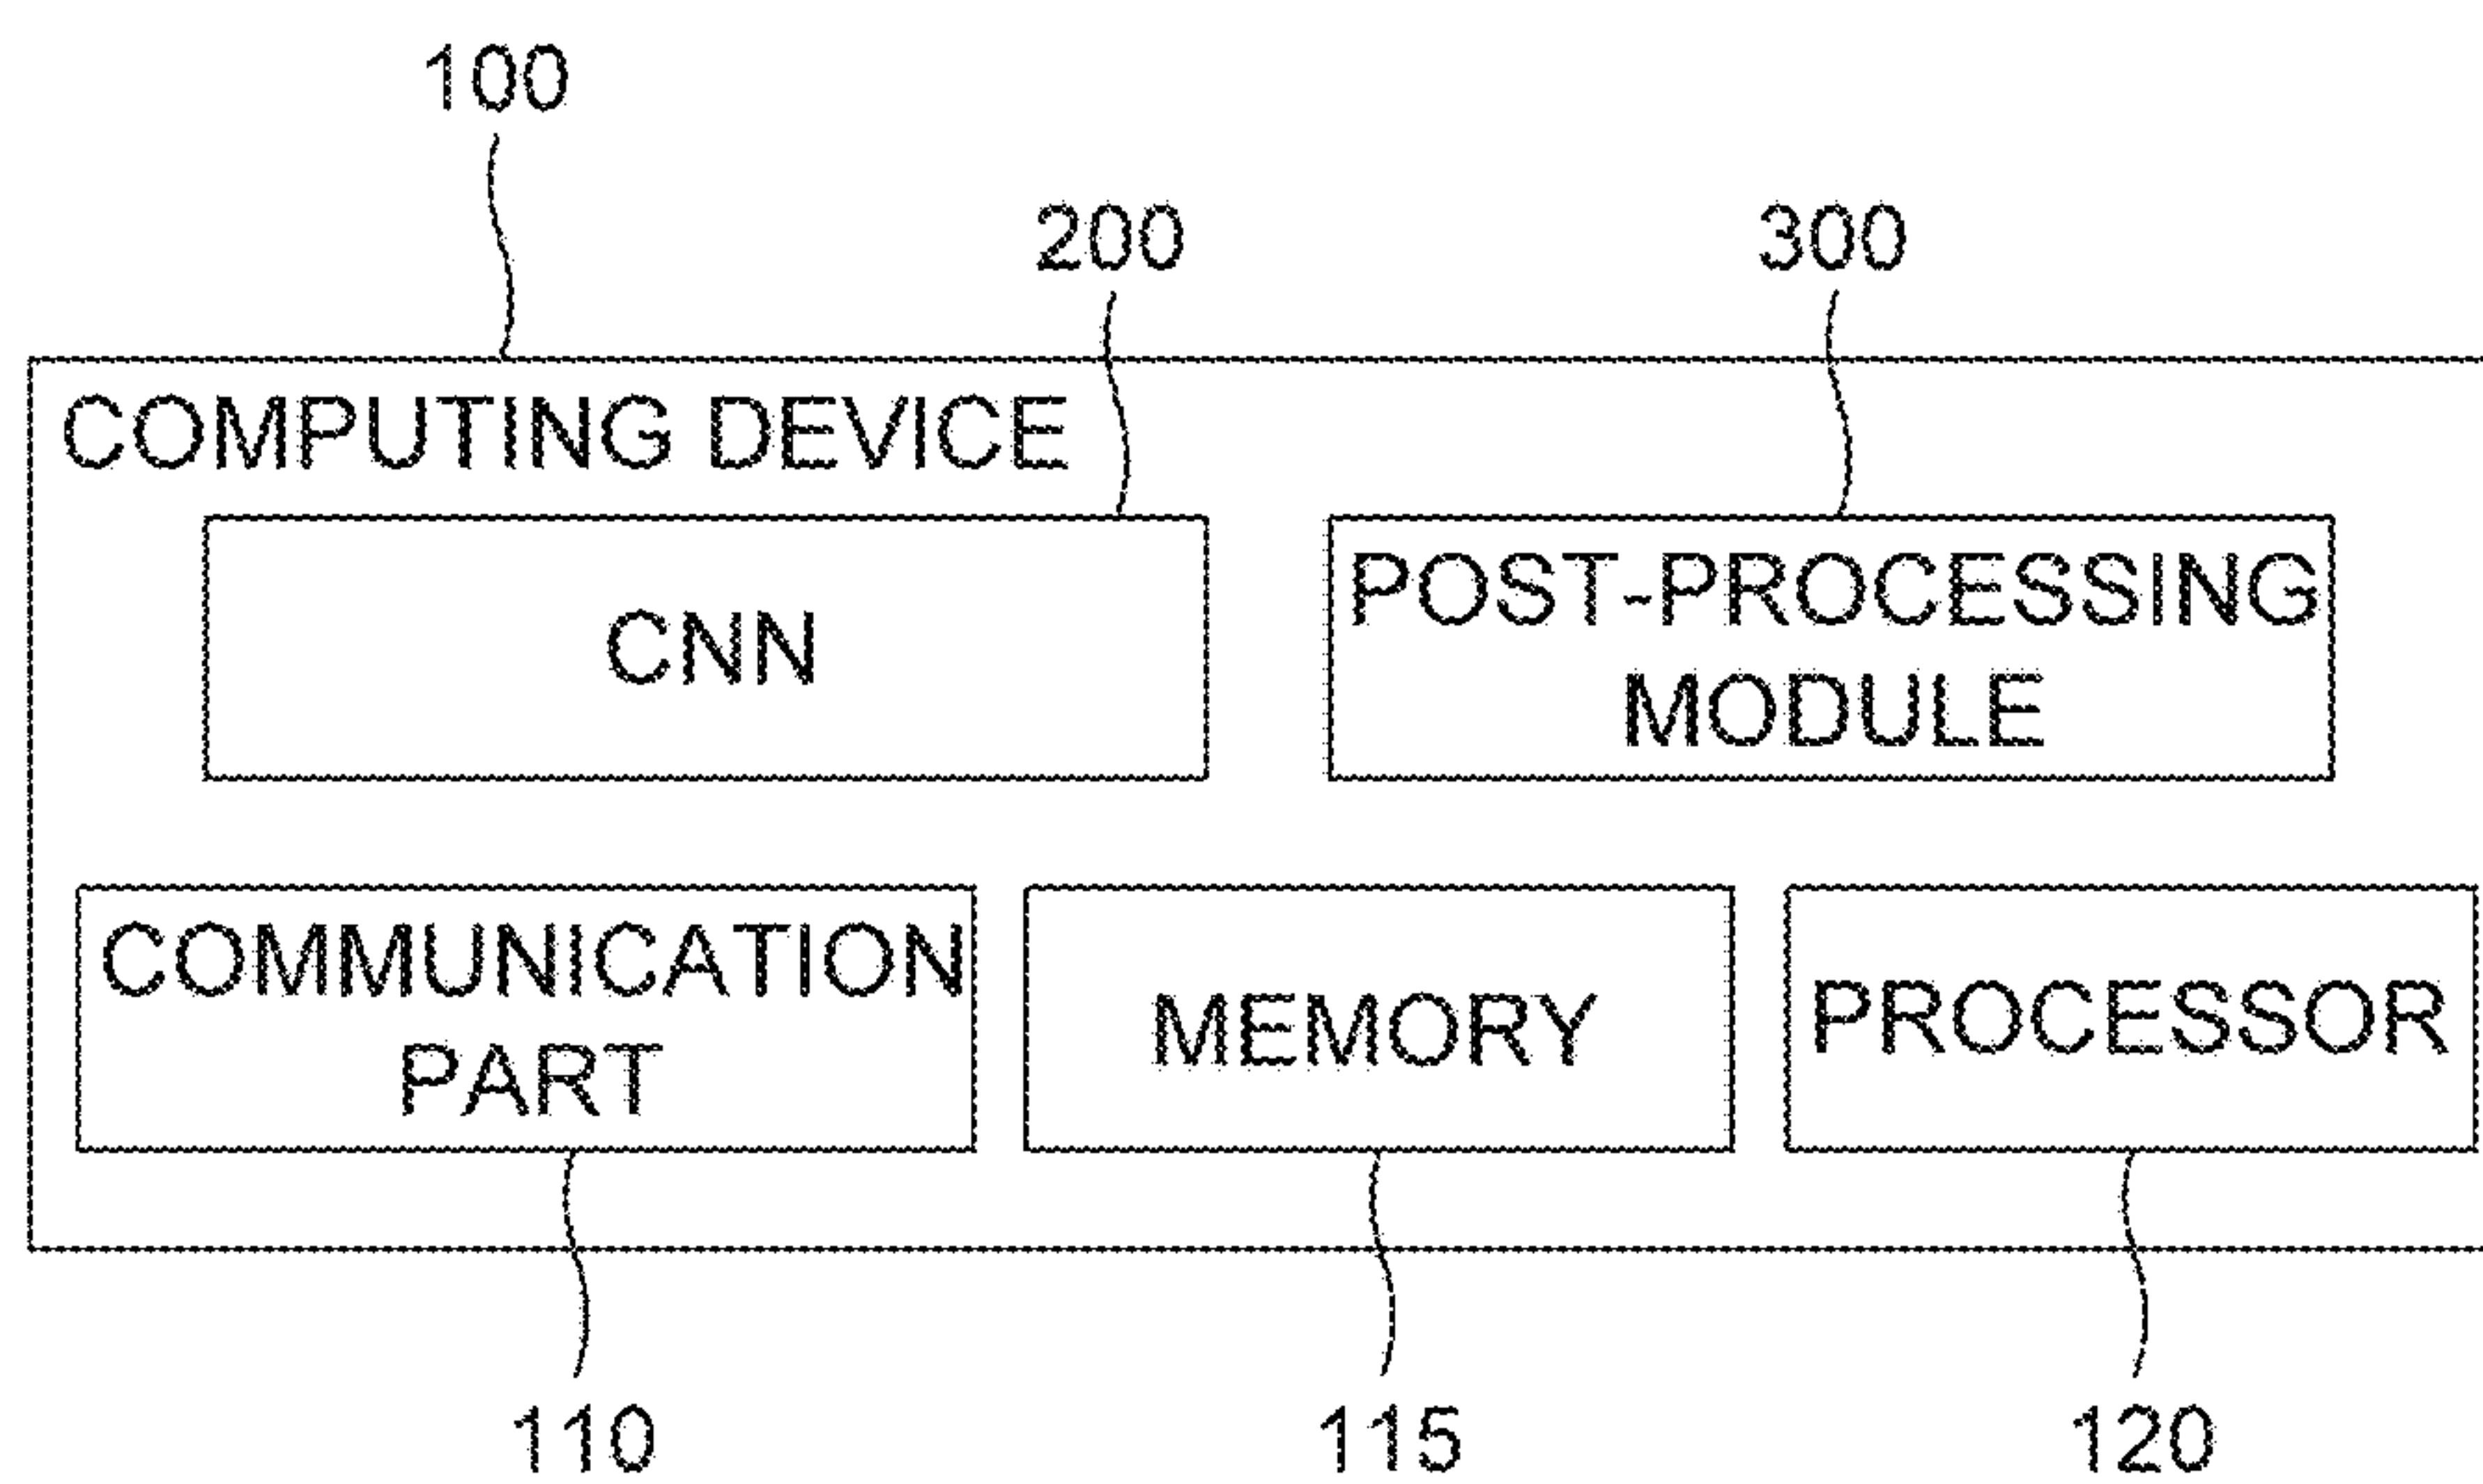 100
200
300
COMPUTING DEVICE
CNN
POST-PROCESSING
MODULE
COMMUNICATION
PART
MEMORY
PROCESSOR
110
115
120